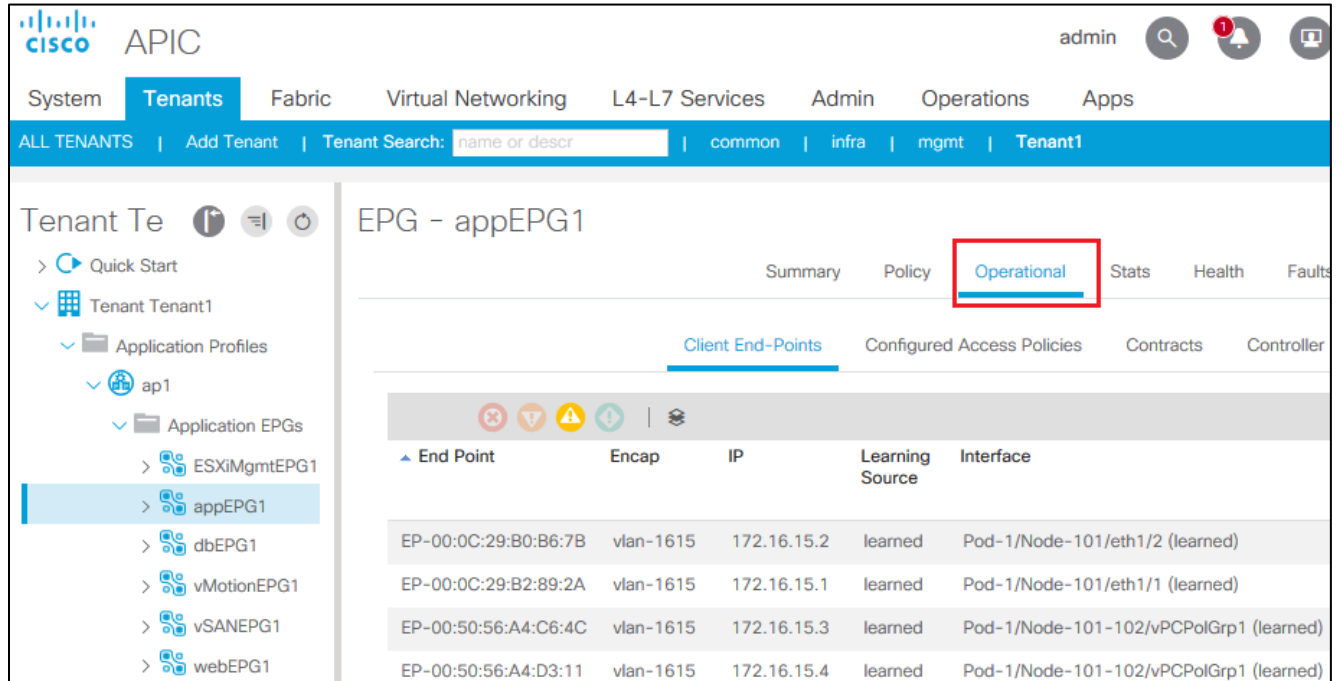 CISCO APIC admin 1
System Tenants Fabric Virtual Networking L4-L7 Services Admin Operations Apps
ALL TENANTS | Add Tenant | Tenant Search: name or descr | common | infra | mgmt | Tenant1
Tenant Te
EPG - appEPG1
Quick Start
Tenant Tenant1
Application Profiles
ap1
Application EPGs
ESXiMgmtEPG1
appEPG1
dbEPG1
vMotionEPG1
vSANEPG1
webEPG1
Summary Policy Operational Stats Health Faults
Client End-Points Configured Access Policies Contracts Controller
End Point Encap IP Learning Source Interface
EP-00:0C:29:B0:B6:7B vlan-1615 172.16.15.2 learned Pod-1/Node-101/eth1/2 (learned)
EP-00:0C:29:B2:89:2A vlan-1615 172.16.15.1 learned Pod-1/Node-101/eth1/1 (learned)
EP-00:50:56:A4:C6:4C vlan-1615 172.16.15.3 learned Pod-1/Node-101-102/vPCPolGrp1 (learned)
EP-00:50:56:A4:D3:11 vlan-1615 172.16.15.4 learned Pod-1/Node-101-102/vPCPolGrp1 (learned)